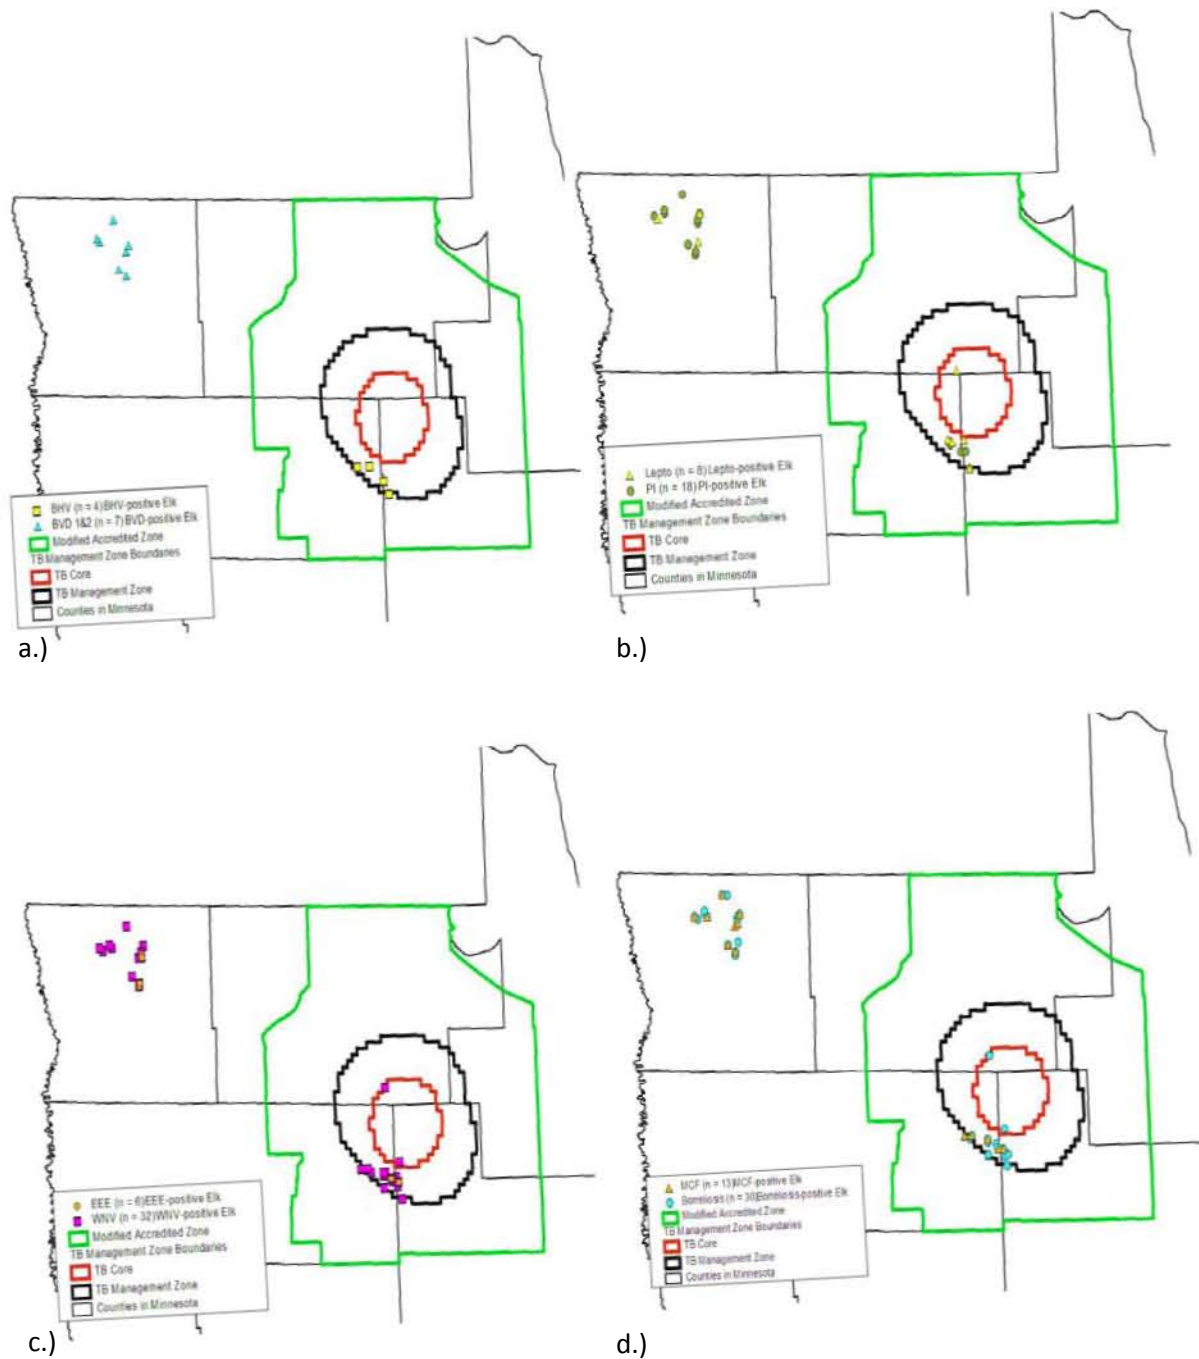 BHV (n = 4)BHV-positive Elk
BVD 1&2 (n = 7)BVD-positive Elk
Modified Accredited Zone
TB Management Zone Boundaries
TB Core
TB Management Zone
Counties in Minnesota
a.)
Lepto (n = 8)Lepto-positive Elk
PI (n = 18)PI-positive Elk
Modified Accredited Zone
TB Management Zone Boundaries
TB Core
TB Management Zone
Counties in Minnesota
b.)
EEE (n = 6)EEE-positive Elk
WNV (n = 32)WNV-positive Elk
Modified Accredited Zone
TB Management Zone Boundaries
TB Core
TB Management Zone
Counties in Minnesota
c.)
MCF (n = 13)MCF-positive Elk
Borreliosis (n = 30)Borreliosis-positive Elk
Modified Accredited Zone
TB Management Zone Boundaries
TB Core
TB Management Zone
Counties in Minnesota
d.)